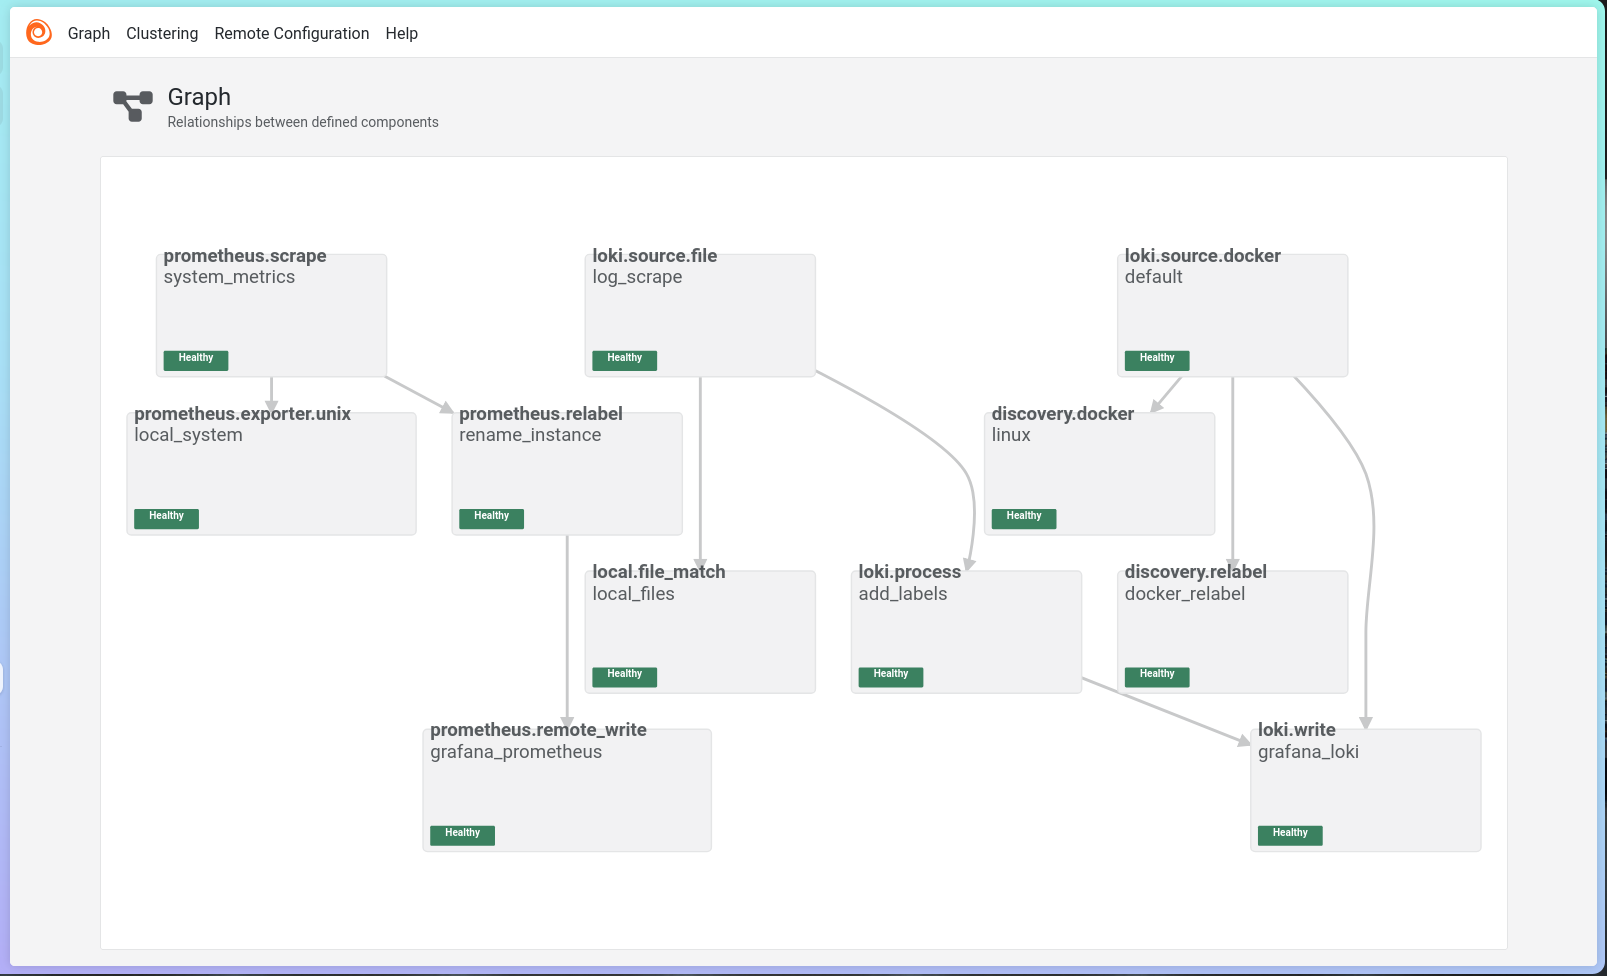 Graph Clustering Remote Configuration Help
Graph
Relationships between defined components
prometheus.scrape
system_metrics
Healthy
loki.source.file
log_scrape
Healthy
loki.source.docker
default
Healthy
prometheus.exporter.unix
local_system
Healthy
prometheus.relabel
rename_instance
Healthy
discovery.docker
linux
Healthy
local.file_match
local_files
Healthy
loki.process
add_labels
Healthy
discovery.relabel
docker_relabel
Healthy
prometheus.remote_write
grafana_prometheus
Healthy
loki.write
grafana_loki
Healthy